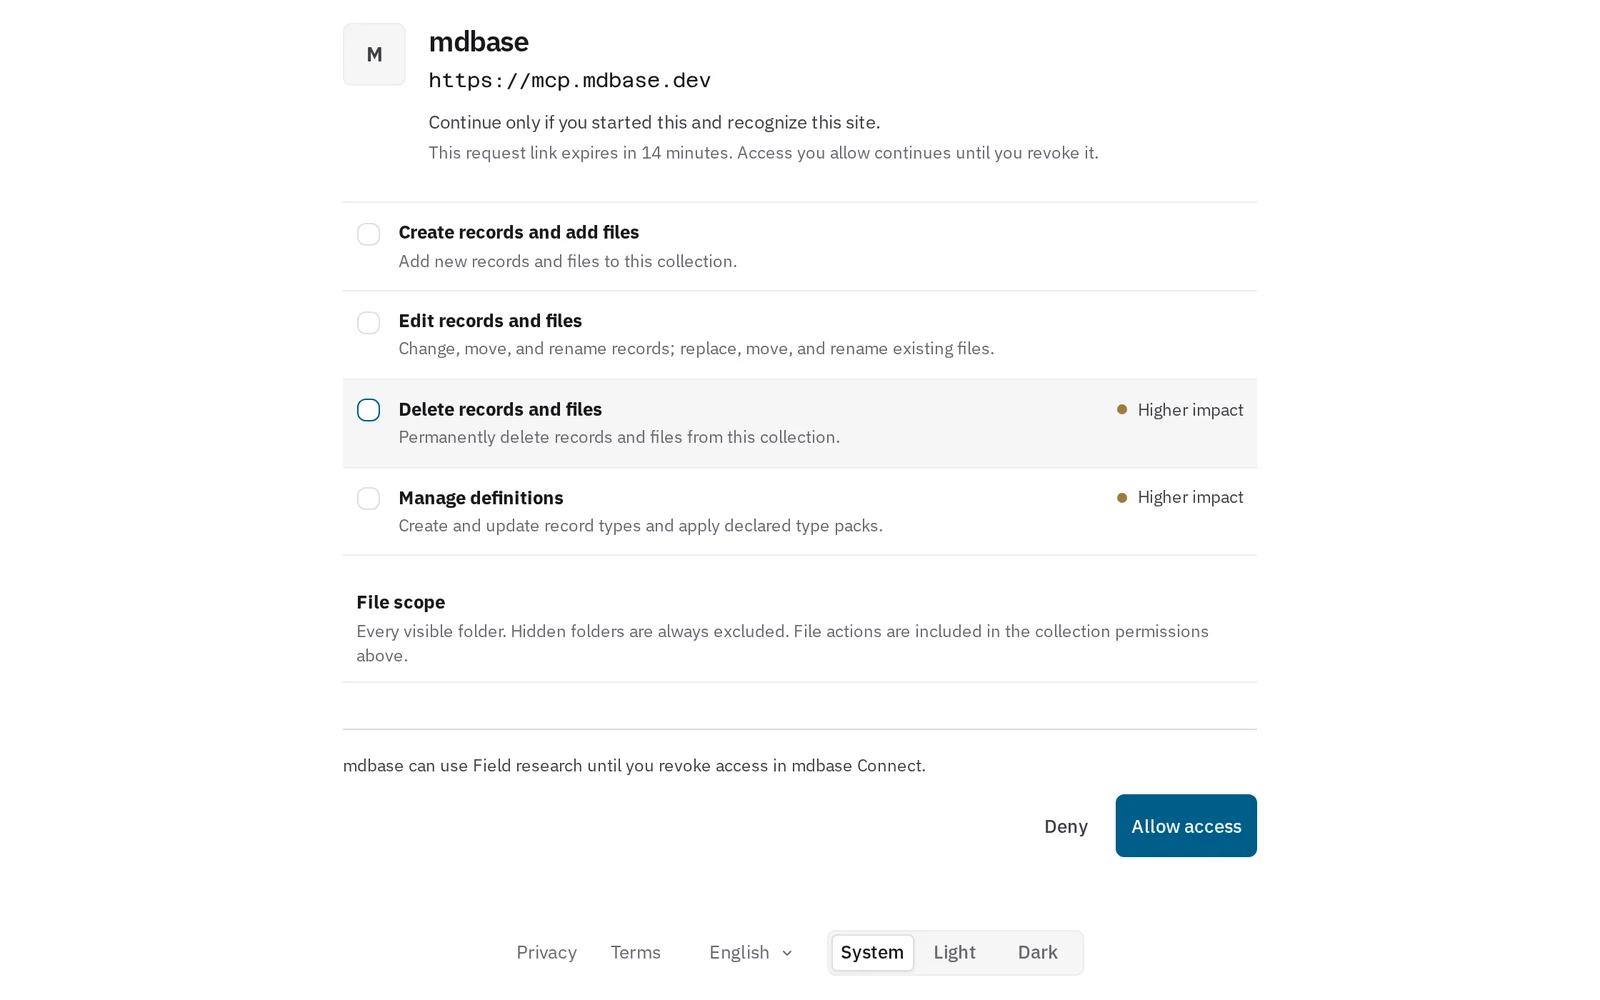 M
mdbase
https://mcp.mdbase.dev
Continue only if you started this and recognize this site.
This request link expires in 14 minutes. Access you allow continues until you revoke it.
Create records and add files
Add new records and files to this collection.
Edit records and files
Change, move, and rename records; replace, move, and rename existing files.
Delete records and files
Higher impact
Permanently delete records and files from this collection.
Manage definitions
Higher impact
Create and update record types and apply declared type packs.
File scope
Every visible folder. Hidden folders are always excluded. File actions are included in the collection permissions
above.
mdbase can use Field research until you revoke access in mdbase Connect.
Deny
Allow access
Privacy
Terms
English
System
Light
Dark